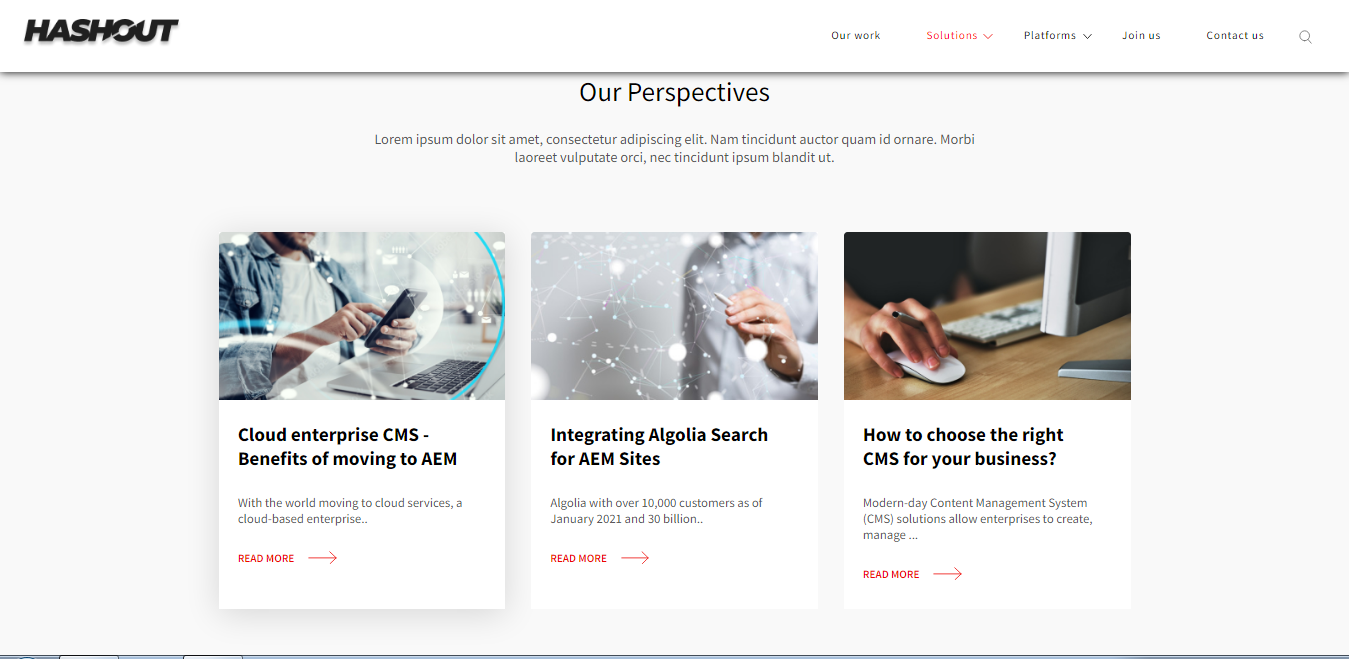 HASHOUT
Our work
Solutions
Platforms
Join us
Contact us
Our Perspectives
Lorem ipsum dolor sit amet, consectetur adipiscing elit. Nam tincidunt auctor quam id ornare. Morbi
laoreet vulputate orci, nec tincidunt ipsum blandit ut.
Cloud enterprise CMS -
Benefits of moving to AEM
With the world moving to cloud services, a
cloud-based enterprise..
READ MORE
Integrating Algolia Search
for AEM Sites
Algolia with over 10,000 customers as of
January 2021 and 30 billion..
READ MORE
How to choose the right
CMS for your business?
Modern-day Content Management System
(CMS) solutions allow enterprises to create,
manage ...
READ MORE